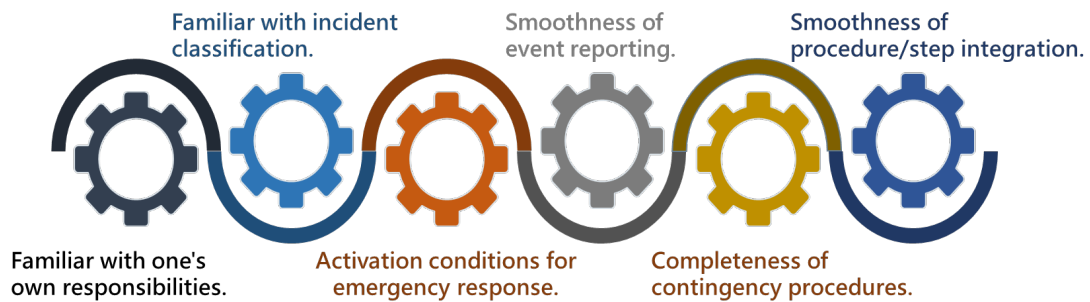 Familiar with incident
classification.
Smoothness of
event reporting.
Smoothness of
procedure/step integration.
Familiar with one's
own responsibilities.
Activation conditions for
emergency response.
Completeness of
contingency procedures.